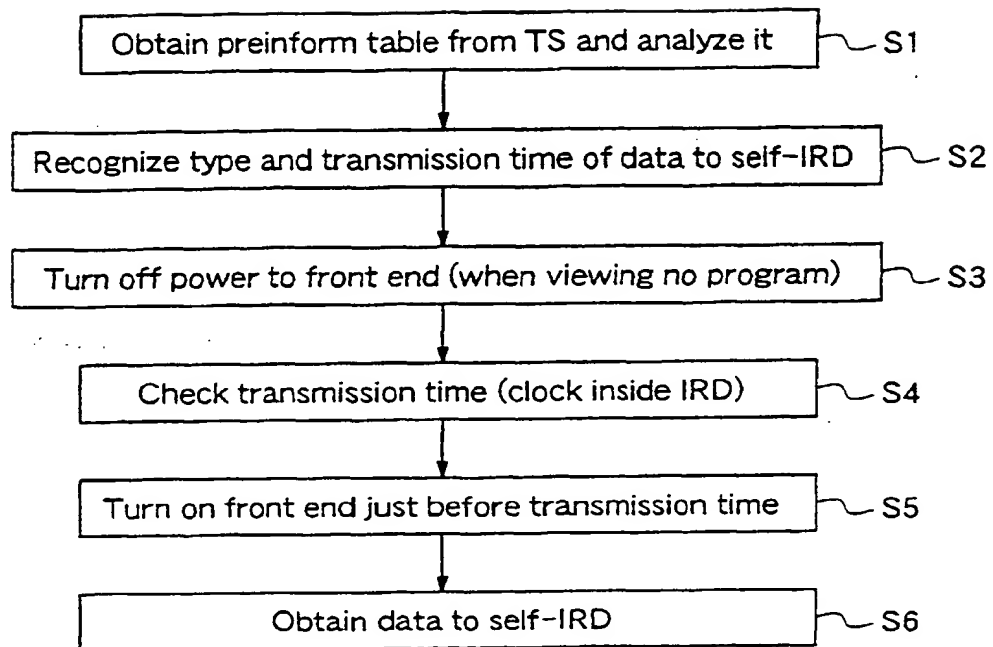 Obtain preinform table from TS and analyze it S1
Recognize type and transmission time of data to self-IRD S2
Turn off power to front end (when viewing no program) S3
Check transmission time (clock inside IRD) S4
Turn on front end just before transmission time S5
Obtain data to self-IRD S6